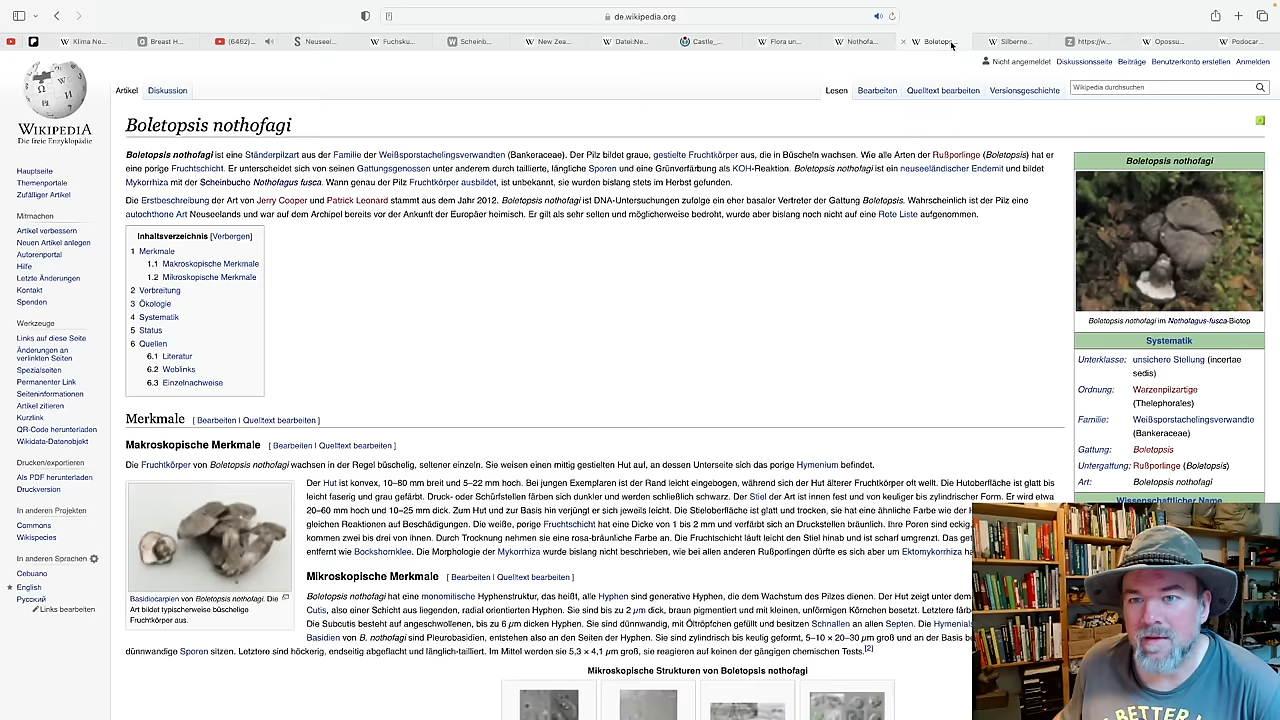 de.wikipedia.org
Klima Ne...
Breast H...
(6462)...
Neuseel...
Fuchsku...
Scheinb...
New Zea...
Datei:Ne...
Castle_...
Flora un...
Nothofa...
Boletops...
Silberne...
https://w...
Opossu...
Podocar...
Nicht angemeldet Diskussionsseite Beiträge Benutzerkonto erstellen Anmelden
WIKIPEDIA
Die freie Enzyklopädie
Artikel Diskussion
Lesen Bearbeiten Quelltext bearbeiten Versionsgeschichte
Wikipedia durchsuchen
Hauptseite
Themenportale
Zufälliger Artikel
Mitmachen
Artikel verbessern
Neuen Artikel anlegen
Autorenportal
Hilfe
Letzte Änderungen
Kontakt
Spenden
Werkzeuge
Links auf diese Seite
Änderungen an
verlinkten Seiten
Spezialseiten
Permanenter Link
Seiteninformationen
Artikel zitieren
Kurzlink
QR-Code herunterladen
Wikidata-Datenobjekt
Drucken/exportieren
Als PDF herunterladen
Druckversion
In anderen Projekten
Commons
Wikispecies
In anderen Sprachen
Cebuano
English
Русский
Links bearbeiten
Boletopsis nothofagi
Boletopsis nothofagi ist eine Ständerpilzart aus der Familie der Weißsporstachelingsverwandten (Bankeraceae). Der Pilz bildet graue, gestielte Fruchtkörper aus, die in Büscheln wachsen. Wie alle Arten der Rußporlinge (Boletopsis) hat er
eine porige Fruchtschicht. Er unterscheidet sich von seinen Gattungsgenossen unter anderem durch taillierte, längliche Sporen und eine Grünverfärbung als KOH-Reaktion. Boletopsis nothofagi ist ein neuseeländischer Endemit und bildet
Mykorrhiza mit der Scheinbuche Nothofagus fusca. Wann genau der Pilz Fruchtkörper ausbildet, ist unbekannt, sie wurden bislang stets im Herbst gefunden.
Die Erstbeschreibung der Art von Jerry Cooper und Patrick Leonard stammt aus dem Jahr 2012. Boletopsis nothofagi ist DNA-Untersuchungen zufolge ein eher basaler Vertreter der Gattung Boletopsis. Wahrscheinlich ist der Pilz eine
autochthone Art Neuseelands und war auf dem Archipel bereits vor der Ankunft der Europäer heimisch. Er gilt als sehr selten und möglicherweise bedroht, wurde aber bislang noch nicht auf eine Rote Liste aufgenommen.
Inhaltsverzeichnis [Verbergen]
1 Merkmale
1.1 Makroskopische Merkmale
1.2 Mikroskopische Merkmale
2 Verbreitung
3 Ökologie
4 Systematik
5 Status
6 Quellen
6.1 Literatur
6.2 Weblinks
6.3 Einzelnachweise
Merkmale [ Bearbeiten | Quelltext bearbeiten ]
Makroskopische Merkmale [ Bearbeiten | Quelltext bearbeiten ]
Die Fruchtkörper von Boletopsis nothofagi wachsen in der Regel büschelig, seltener einzeln. Sie weisen einen mittig gestielten Hut auf, an dessen Unterseite sich das porige Hymenium befindet.
Der Hut ist konvex, 10–80 mm breit und 5–22 mm hoch. Bei jungen Exemplaren ist der Rand leicht eingebogen, während sich der Hut älterer Fruchtkörper oft wellt. Die Hutoberfläche ist glatt bis
leicht faserig und grau gefärbt. Druck- oder Schürfstellen färben sich dunkler und werden schließlich schwarz. Der Stiel der Art ist innen fest und von keuliger bis zylindrischer Form. Er wird etwa
20–60 mm hoch und 10–25 mm dick. Zum Hut und zur Basis hin verjüngt er sich jeweils leicht. Die Stieloberfläche ist glatt und trocken, sie hat eine ähnliche Farbe wie der H
gleichen Reaktionen auf Beschädigungen. Die weiße, porige Fruchtschicht hat eine Dicke von 1 bis 2 mm und verfärbt sich an Druckstellen bräunlich. Ihre Poren sind eckig,
kommen zwei bis drei von ihnen. Durch Trocknung nehmen sie eine rosa-bräunliche Farbe an. Die Fruchtschicht läuft leicht den Stiel hinab und ist scharf umgrenzt. Das get
entfernt wie Bockshornklee. Die Morphologie der Mykorrhiza wurde bislang nicht beschrieben, wie bei allen anderen Rußporlingen dürfte es sich aber um Ektomykorrhiza h
Basidiocarpien von Boletopsis nothofagi. Die
Art bildet typischerweise büschelige
Fruchtkörper aus.
Mikroskopische Merkmale [ Bearbeiten | Quelltext bearbeiten ]
Boletopsis nothofagi hat eine monomitische Hyphenstruktur, das heißt, alle Hyphen sind generative Hyphen, die dem Wachstum des Pilzes dienen. Der Hut zeigt unter dem
Cutis, also einer Schicht aus liegenden, radial orientierten Hyphen. Sie sind bis zu 2 μm dick, braun pigmentiert und mit kleinen, unförmigen Körnchen besetzt. Letztere färb
Die Subcutis besteht auf angeschwollenen, bis zu 6 μm dicken Hyphen. Sie sind dünnwandig, mit Öltröpfchen gefüllt und besitzen Schnallen an allen Septen. Die Hymenials
Basidien von B. nothofagi sind Pleurobasidien, entstehen also an den Seiten der Hyphen. Sie sind zylindrisch bis keulig geformt, 5–10 × 20–30 μm groß und an der Basis be
dünnwandige Sporen sitzen. Letztere sind höckerig, endseitig abgeflacht und länglich-tailliert. Im Mittel werden sie 5,3 × 4,1 μm groß, sie reagieren auf keinen der gängigen chemischen Tests.[2]
Mikroskopische Strukturen von Boletopsis nothofagi
Boletopsis nothofagi
Boletopsis nothofagi im Nothofagus-fusca-Biotop
Systematik
Unterklasse: unsichere Stellung (incertae
sedis)
Ordnung: Warzenpilzartige
(Thelephorales)
Familie: Weißsporstachelingsverwandte
(Bankeraceae)
Gattung: Boletopsis
Untergattung: Rußporlinge (Boletopsis)
Art: Boletopsis nothofagi
Wissenschaftlicher Name
BETTER